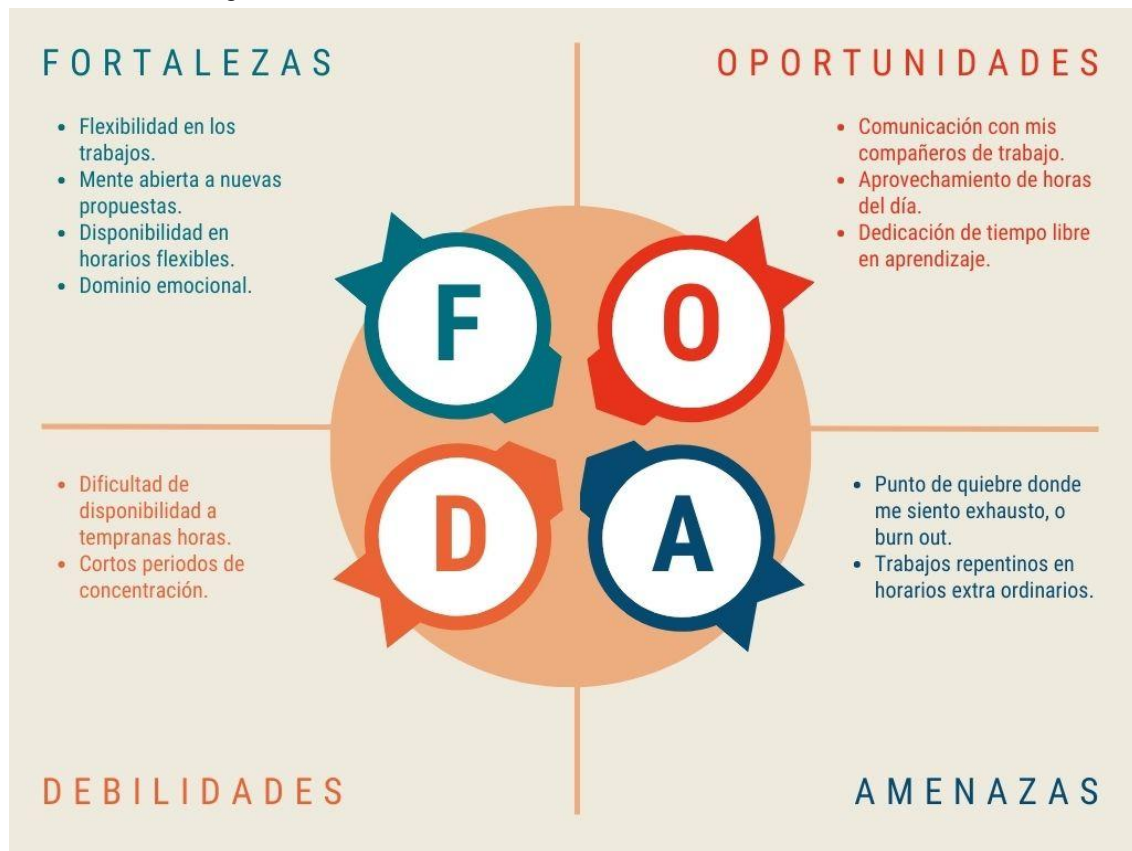 FORTALEZAS
Flexibilidad en los
trabajos.
Mente abierta a nuevas
propuestas.
Disponibilidad en
horarios flexibles.
Dominio emocional.
OPORTUNIDADES
Comunicación con mis
compañeros de trabajo.
Aprovechamiento de horas
del día.
Dedicación de tiempo libre
en aprendizaje.
F
O
D
A
Dificultad de
disponibilidad a
tempranas horas.
Cortos periodos de
concentración.
DEBILIDADES
Punto de quiebre donde
me siento exhausto, o
burn out.
Trabajos repentinos en
horarios extra ordinarios.
AMENAZAS